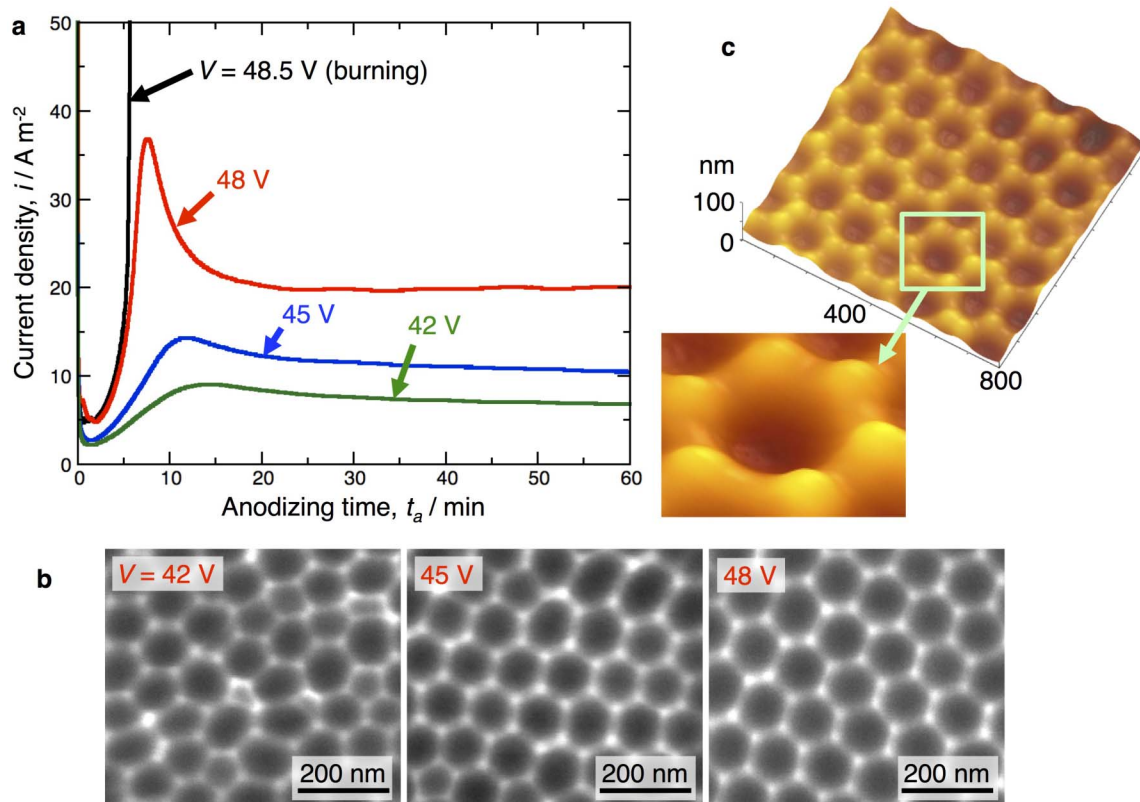 a
50
40
30
20
10
0
Current density, i / A m⁻²
V = 48.5 V (burning)
48 V
45 V
42 V
0
10
20
30
40
50
60
Anodizing time, tₐ / min
c
nm
100
0
400
800
b
V = 42 V
200 nm
45 V
200 nm
48 V
200 nm